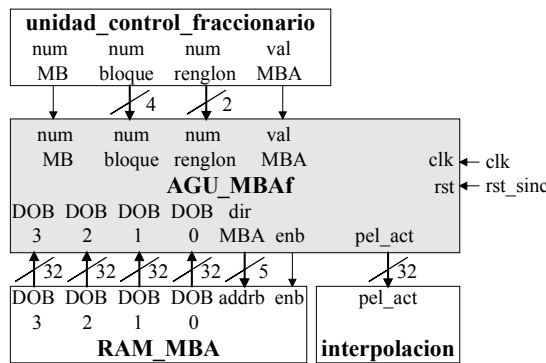 unidad_control_fraccionario
num num num val
MB bloque renglon MBA
4 2
num num num val
MB bloque renglon MBA
clk clk
AGU_MBAf
rst rst_sinc
DOB DOB DOB DOB dir
3 2 1 0 MBA enb pel_act
32 32 32 32 5 32
DOB DOB DOB DOB addrb enb pel_act
3 2 1 0
RAM_MBA interpolacion